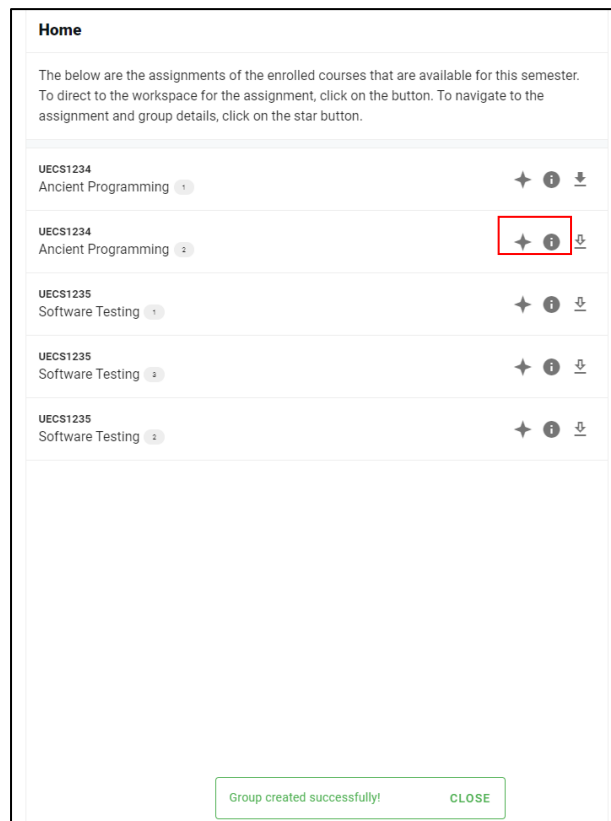 Home
The below are the assignments of the enrolled courses that are available for this semester.
To direct to the workspace for the assignment, click on the button. To navigate to the
assignment and group details, click on the star button.
UECS1234
Ancient Programming 1
UECS1234
Ancient Programming 2
UECS1235
Software Testing 1
UECS1235
Software Testing
UECS1235
Software Testing 2
Group created successfully! CLOSE